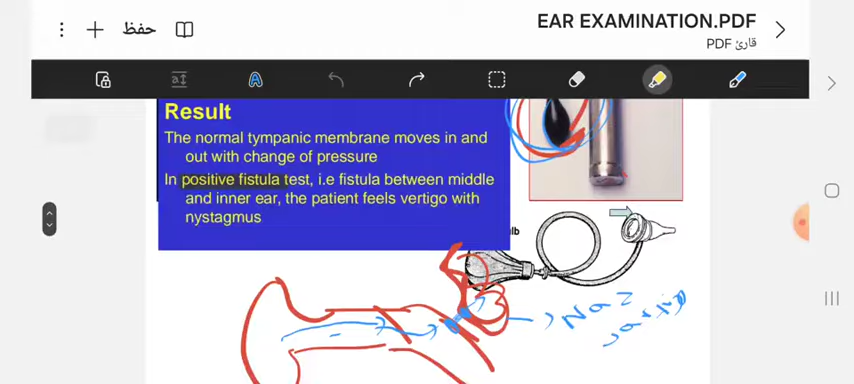 EAR EXAMINATION.PDF
قارئ PDF
حفظ
Result
The normal tympanic membrane moves in and
out with change of pressure
In positive fistula test, i.e fistula between middle
and inner ear, the patient feels vertigo with
nystagmus